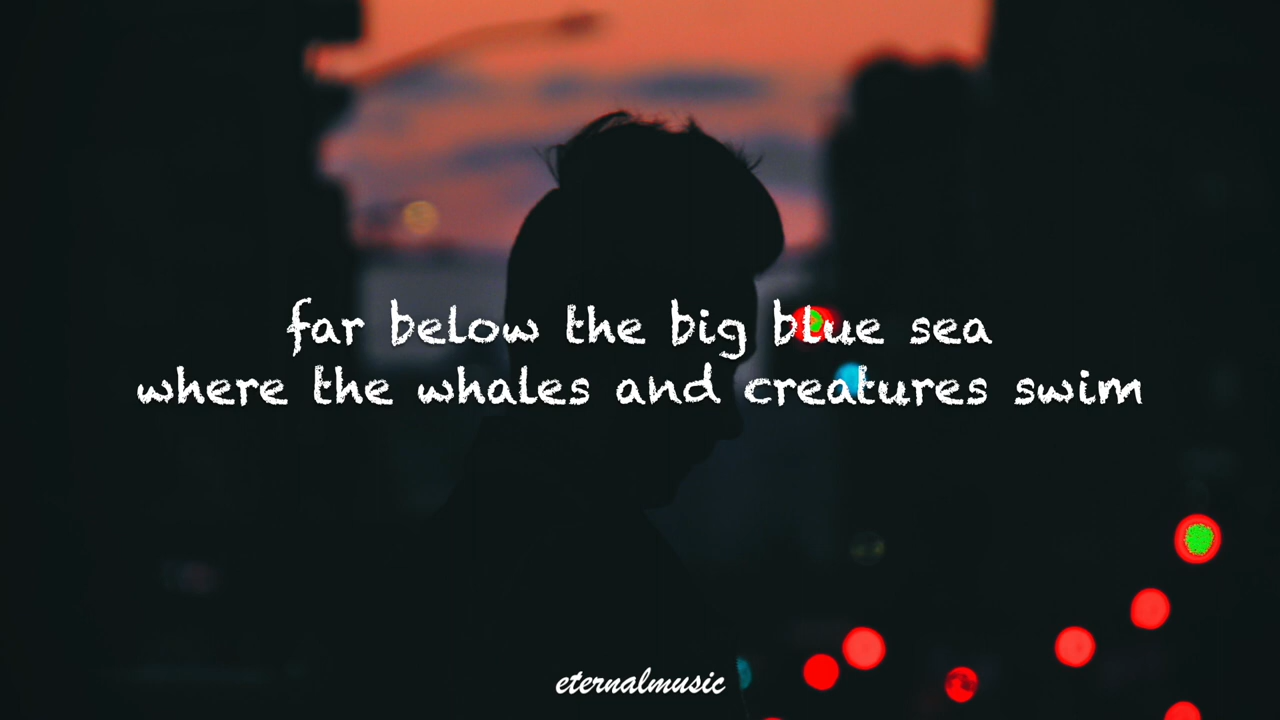 far below the big blue sea
where the whales and creatures swim
eternalmusic